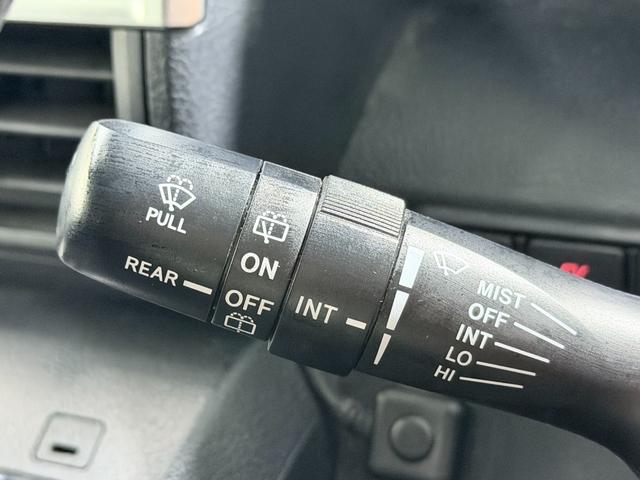 PULL
REAR
ON
OFF
INT
MIST
OFF
INT
LO
HI